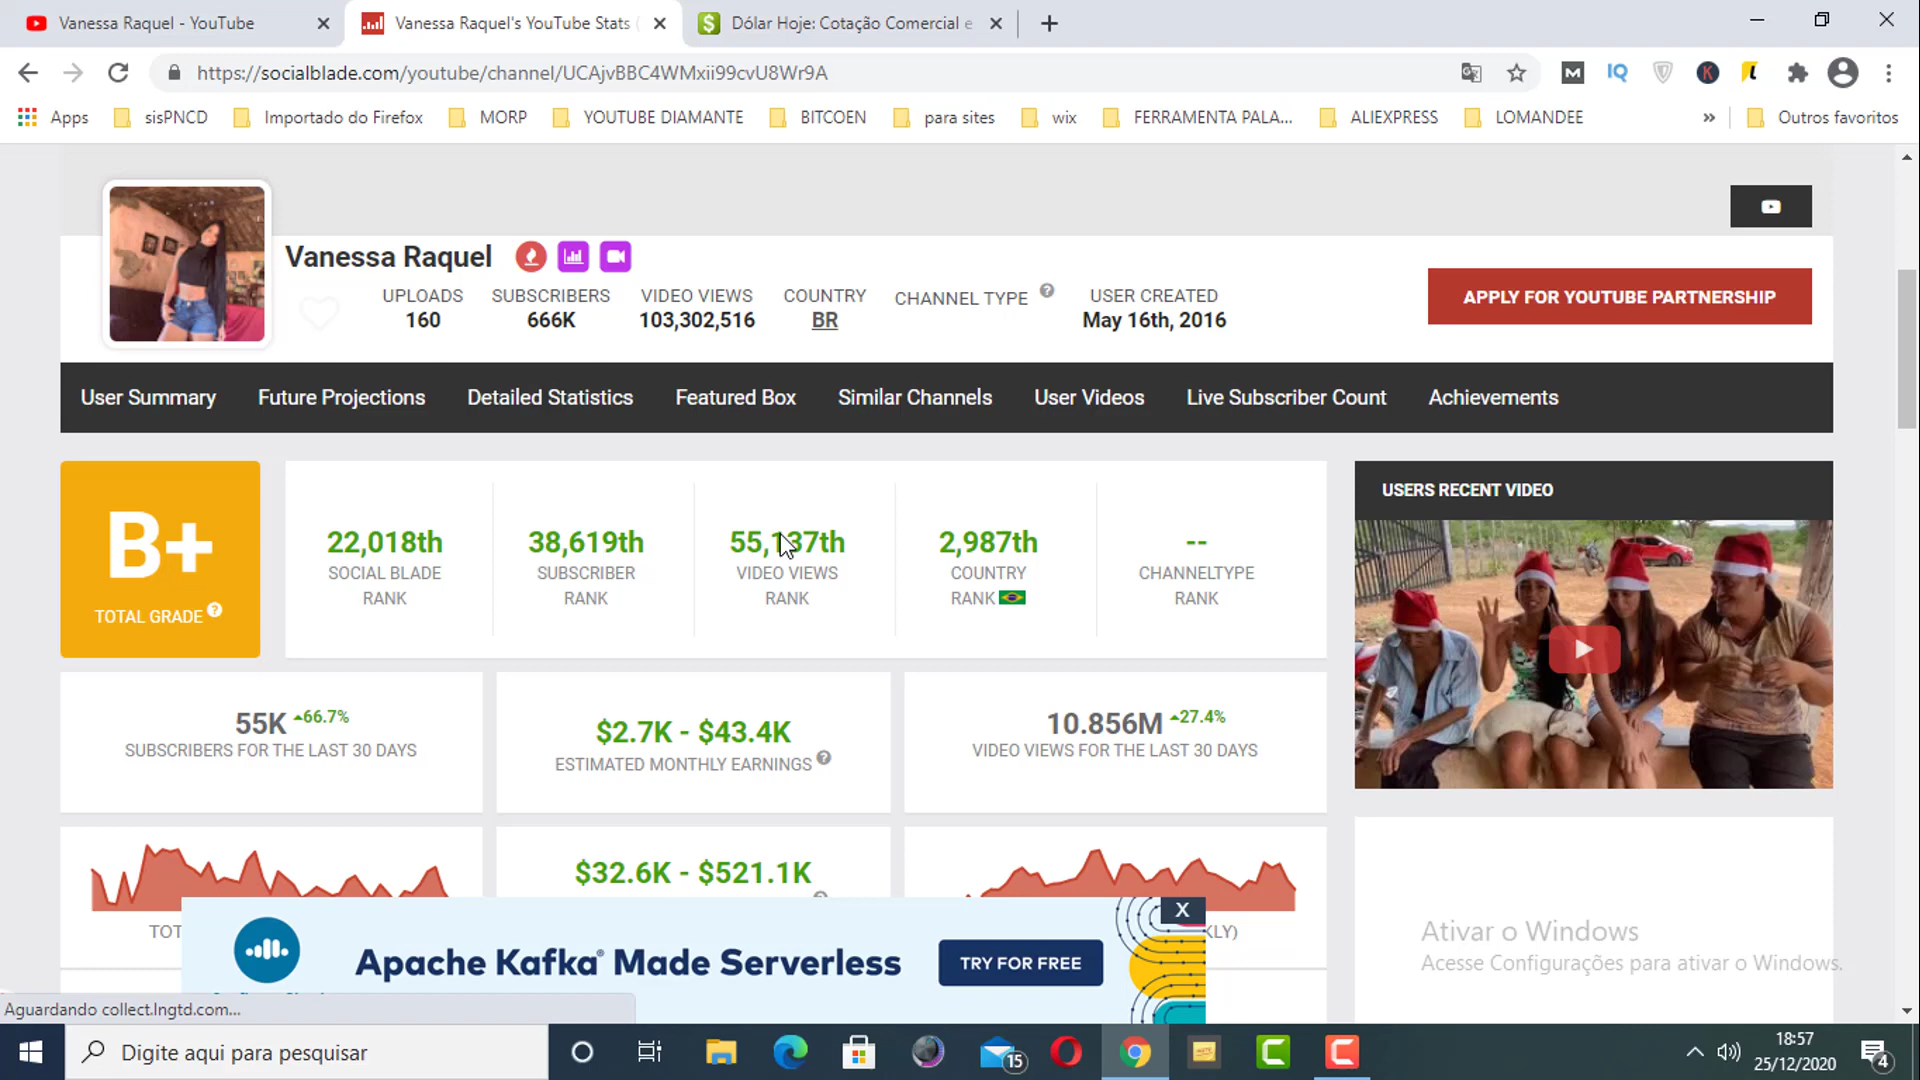 Vanessa Raquel - YouTube
Vanessa Raquel's YouTube Stats (
Dólar Hoje: Cotação Comercial e
https://socialblade.com/youtube/channel/UCAjvBBC4WMxii99cvU8Wr9A
Apps
sisPNCD
Importado do Firefox
MORP
YOUTUBE DIAMANTE
BITCOEN
para sites
wix
FERRAMENTA PALA...
ALIEXPRESS
LOMANDEE
»
Outros favoritos
Vanessa Raquel
UPLOADS
160
SUBSCRIBERS
666K
VIDEO VIEWS
103,302,516
COUNTRY
BR
CHANNEL TYPE
USER CREATED
May 16th, 2016
APPLY FOR YOUTUBE PARTNERSHIP
User Summary
Future Projections
Detailed Statistics
Featured Box
Similar Channels
User Videos
Live Subscriber Count
Achievements
B+
TOTAL GRADE
22,018th
SOCIAL BLADE
RANK
38,619th
SUBSCRIBER
RANK
55,137th
VIDEO VIEWS
RANK
2,987th
COUNTRY
RANK
--
CHANNELTYPE
RANK
USERS RECENT VIDEO
55K 66.7%
SUBSCRIBERS FOR THE LAST 30 DAYS
$2.7K - $43.4K
ESTIMATED MONTHLY EARNINGS
10.856M 27.4%
VIDEO VIEWS FOR THE LAST 30 DAYS
$32.6K - $521.1K
TOT
KLY)
X
Apache Kafka® Made Serverless
TRY FOR FREE
Ativar o Windows
Acesse Configurações para ativar o Windows.
Aguardando collect.lngtd.com...
Digite aqui para pesquisar
15
18:57
25/12/2020
4